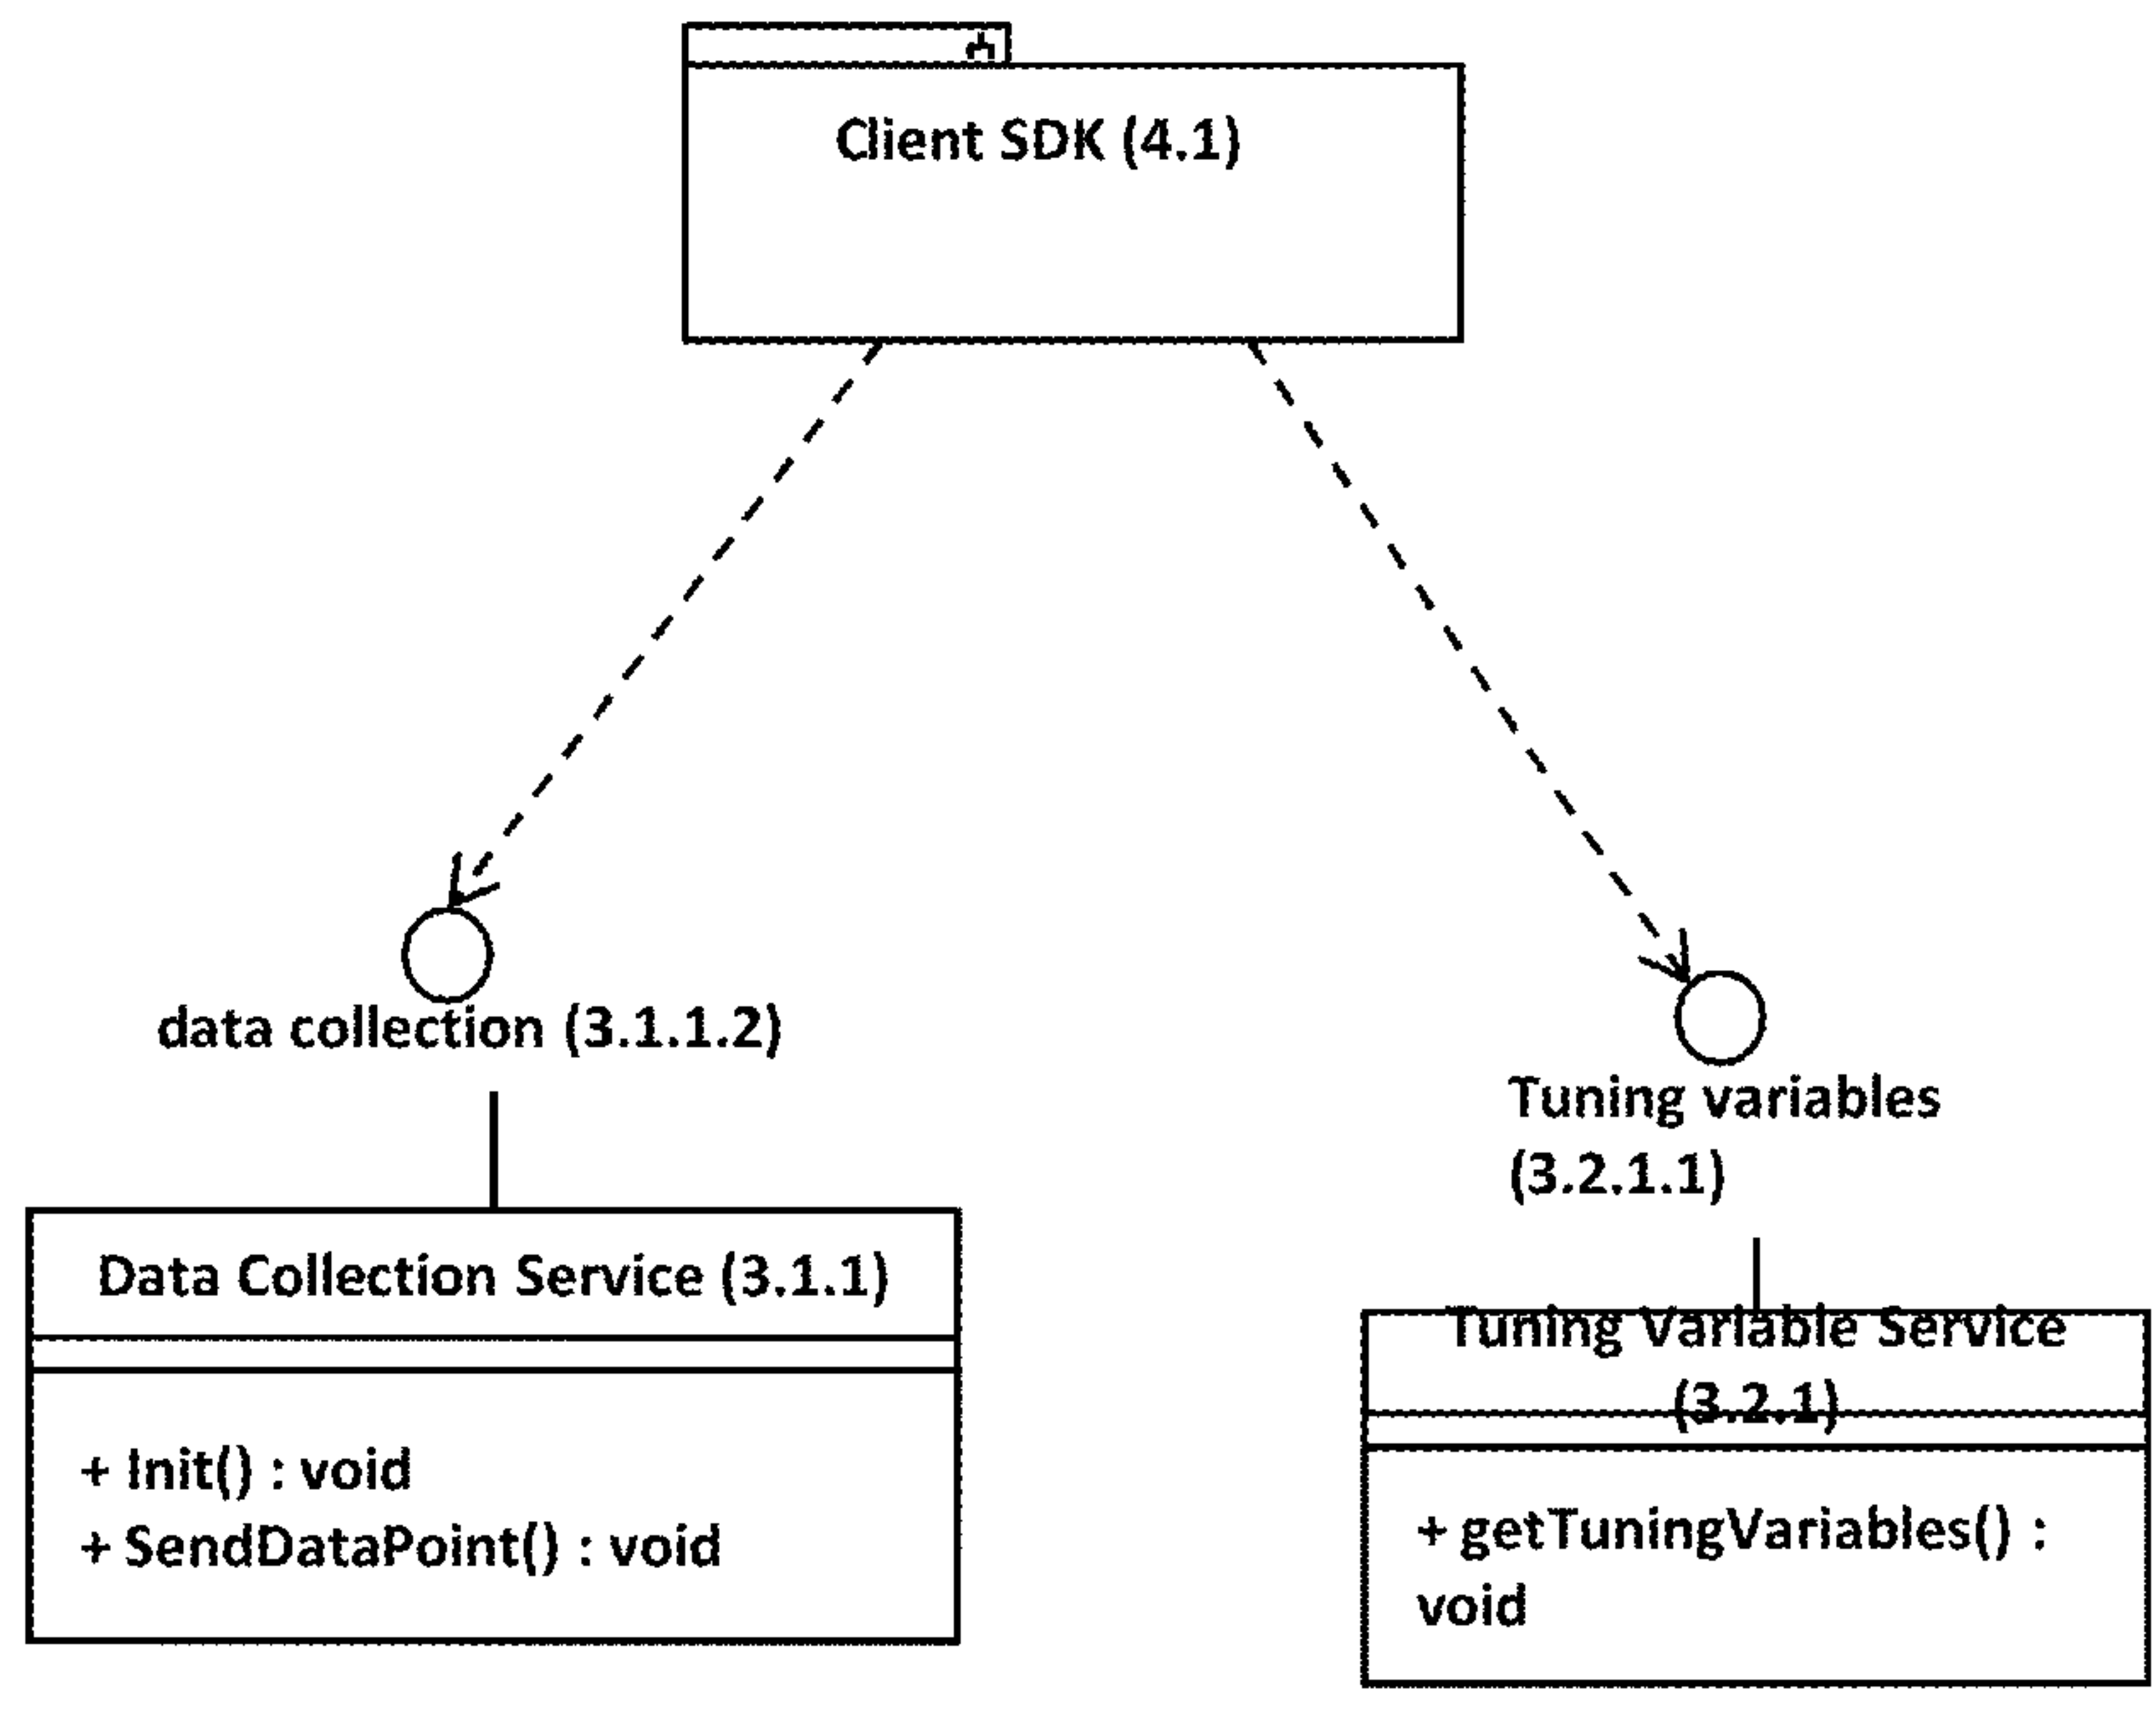 Client SDK (4.1)
data collection (3.1.1.2)
Tuning variables
(3.2.1.1)
Data Collection Service (3.1.1)
+ Init() : void
+ SendDataPoint() : void
Tuning Variable Service
(3.2.1)
+ getTuningVariables() :
void